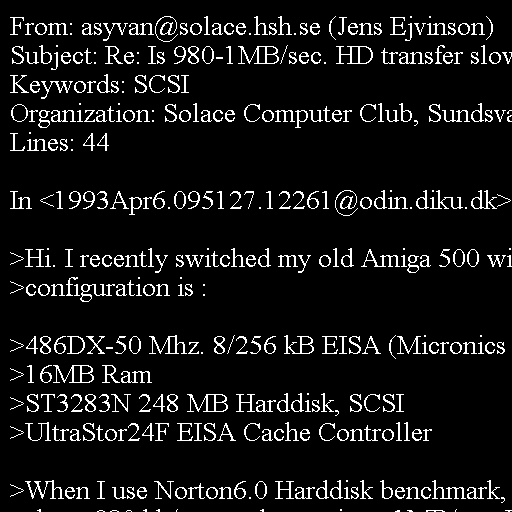 From: asyvan@solace.hsh.se (Jens Ejvinson)
Subject: Re: Is 980-1MB/sec. HD transfer slow
Keywords: SCSI
Organization: Solace Computer Club, Sundsva
Lines: 44
In <1993Apr6.095127.12261@odin.diku.dk>
>Hi. I recently switched my old Amiga 500 wi
>configuration is :
>486DX-50 Mhz. 8/256 kB EISA (Micronics
>16MB Ram
>ST3283N 248 MB Harddisk, SCSI
>UltraStor24F EISA Cache Controller
>When I use Norton6.0 Harddisk benchmark,